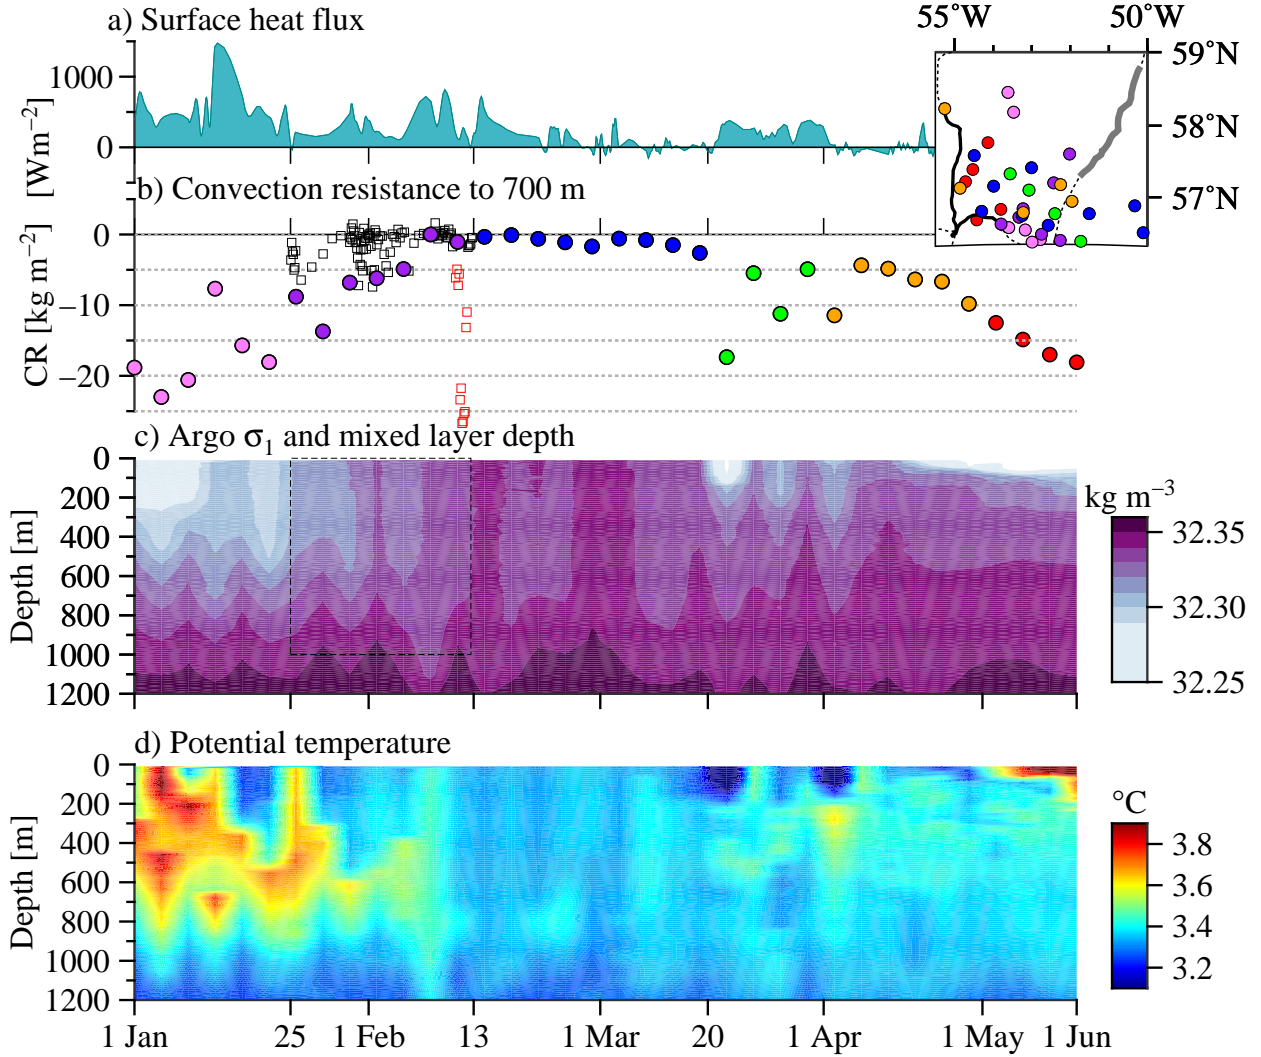 a) Surface heat flux
55°W 50°W
59°N
58°N
57°N
1000
0
[Wm−2]
b) Convection resistance to 700 m
0
−10
−20
CR [kg m−2]
c) Argo σ1 and mixed layer depth
0
200
400
600
800
1000
1200
Depth [m]
kg m−3
32.35
32.30
32.25
d) Potential temperature
0
200
400
600
800
1000
1200
Depth [m]
°C
3.8
3.6
3.4
3.2
1 Jan 25 1 Feb 13 1 Mar 20 1 Apr 1 May 1 Jun